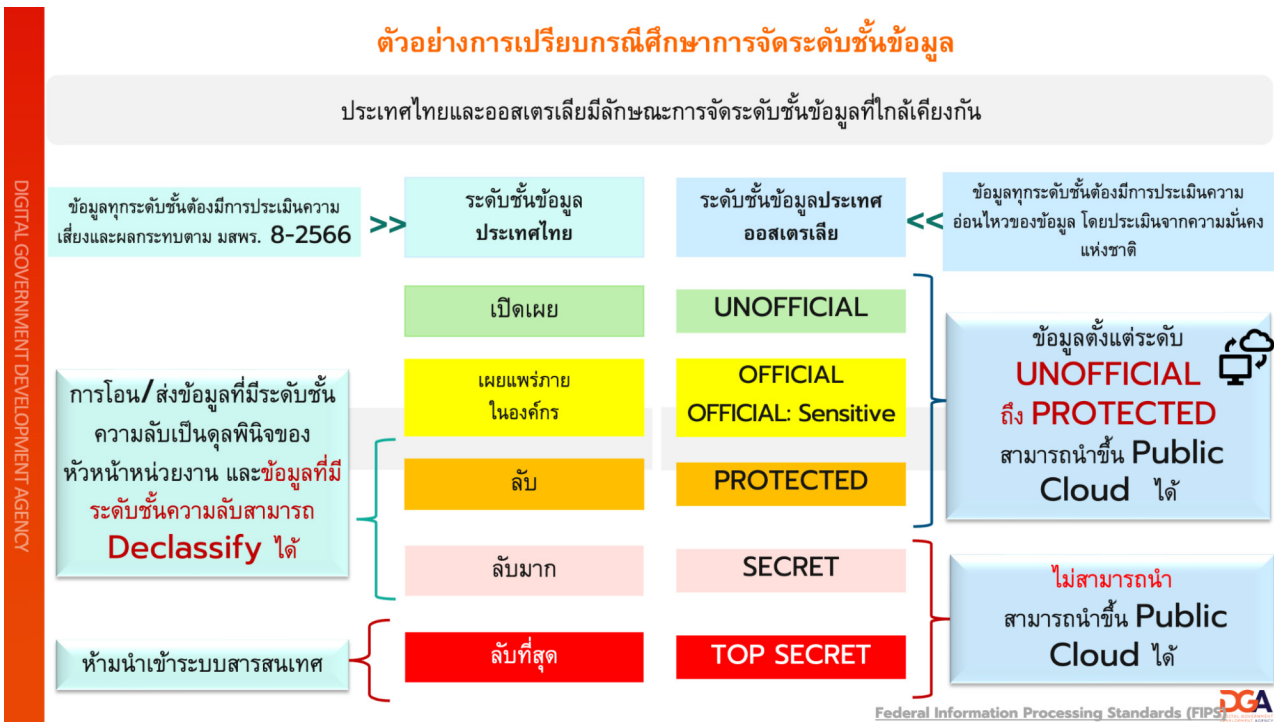 ตัวอย่างการเปรียบกรณีศึกษาการจัดระดับชั้นข้อมูล
ประเทศไทยและออสเตรเลียมีลักษณะการจัดระดับชั้นข้อมูลที่ใกล้เคียงกัน
DIGITAL GOVERNMENT DEVELOPMENT AGENCY
ข้อมูลทุกระดับชั้นต้องมีการประเมินความ
เสี่ยงและผลกระทบตาม มสพร. 8-2566
>>
ระดับชั้นข้อมูล
ประเทศไทย
ระดับชั้นข้อมูลประเทศ
ออสเตรเลีย
<<
ข้อมูลทุกระดับชั้นต้องมีการประเมินความ
อ่อนไหวของข้อมูล โดยประเมินจากความมั่นคง
แห่งชาติ
เปิดเผย
UNOFFICIAL
เผยแพร่ภาย
ในองค์กร
OFFICIAL
OFFICIAL: Sensitive
ลับ
PROTECTED
ลับมาก
SECRET
ลับที่สุด
TOP SECRET
การโอน/ส่งข้อมูลที่มีระดับชั้น
ความลับเป็นดุลพินิจของ
หัวหน้าหน่วยงาน และข้อมูลที่มี
ระดับชั้นความลับสามารถ
Declassify ได้
ห้ามนำเข้าระบบสารสนเทศ
ข้อมูลตั้งแต่ระดับ
UNOFFICIAL
ถึง PROTECTED
สามารถนำขึ้น Public
Cloud ได้
ไม่สามารถนำ
สามารถนำขึ้น Public
Cloud ได้
Federal Information Processing Standards (FIPS)
DGA
DIGITAL GOVERNMENT
DEVELOPMENT AGENCY